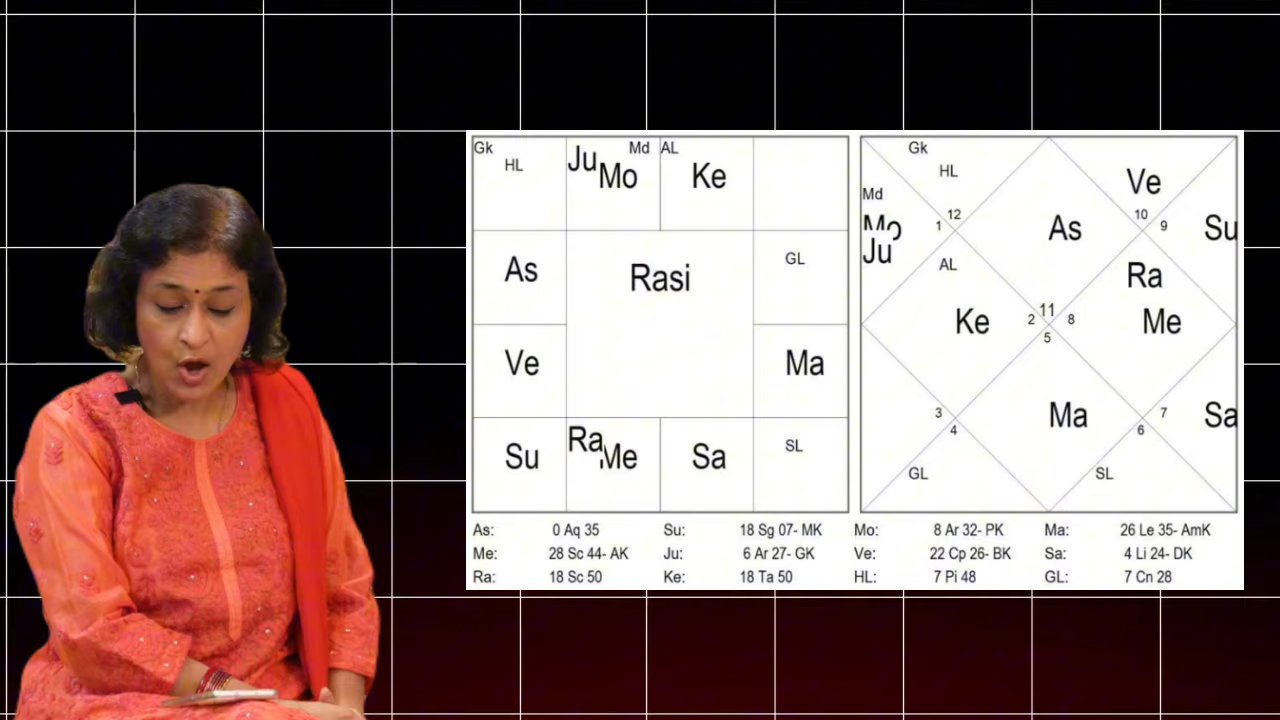 Gk
HL
Ju
Md
Mo
AL
Ke
As
Rasi
GL
Ve
Ma
Su
Ra
Me
Sa
SL
Gk
HL
Md
Mo
Ju
12
1
AL
As
Ve
10
9
Su
Ra
Ke
2
11
8
5
Me
3
4
GL
Ma
7
6
Sa
SL
As: 0 Aq 35 Su: 18 Sg 07- MK Mo: 8 Ar 32- PK Ma: 26 Le 35- AmK
Me: 28 Sc 44- AK Ju: 6 Ar 27- GK Ve: 22 Cp 26- BK Sa: 4 Li 24- DK
Ra: 18 Sc 50 Ke: 18 Ta 50 HL: 7 Pi 48 GL: 7 Cn 28